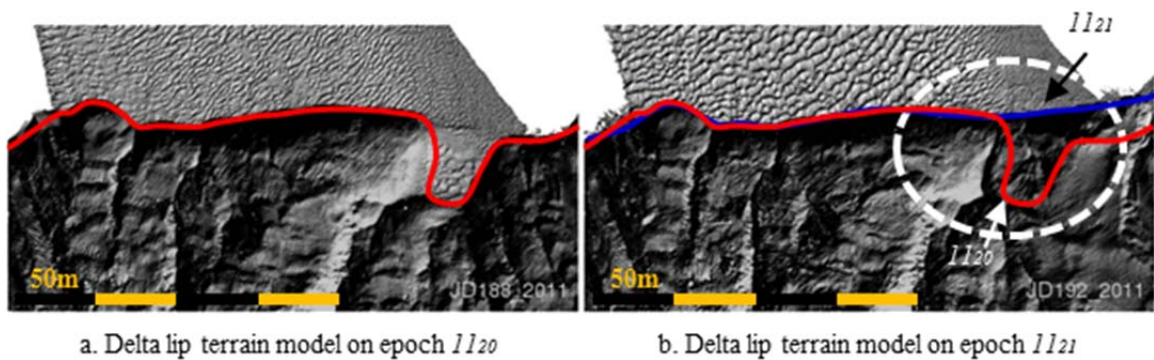 11₂₁
50m
JD183_2011
11₂₀
50m
JD192_2011
a. Delta lip terrain model on epoch 11₂₀
b. Delta lip terrain model on epoch 11₂₁